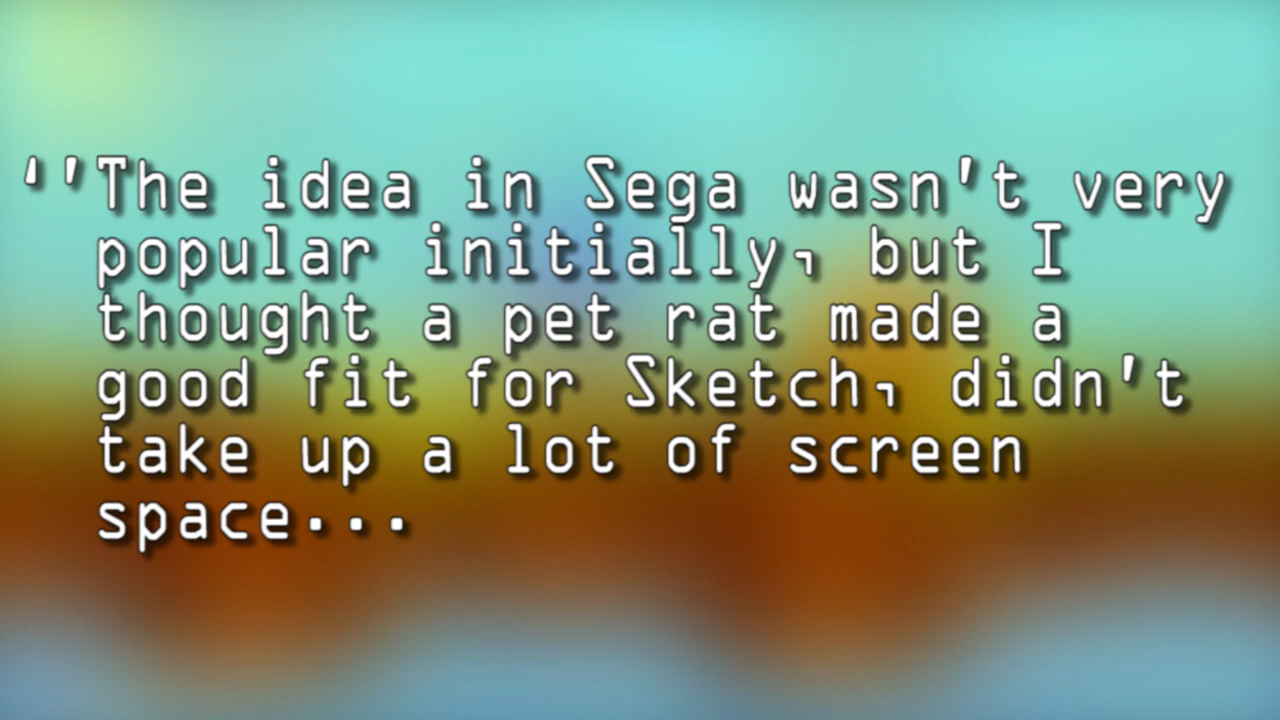 ‘'The idea in Sega wasn't very
popular initially, but I
thought a pet rat made a
good fit for Sketch, didn't
take up a lot of screen
space...